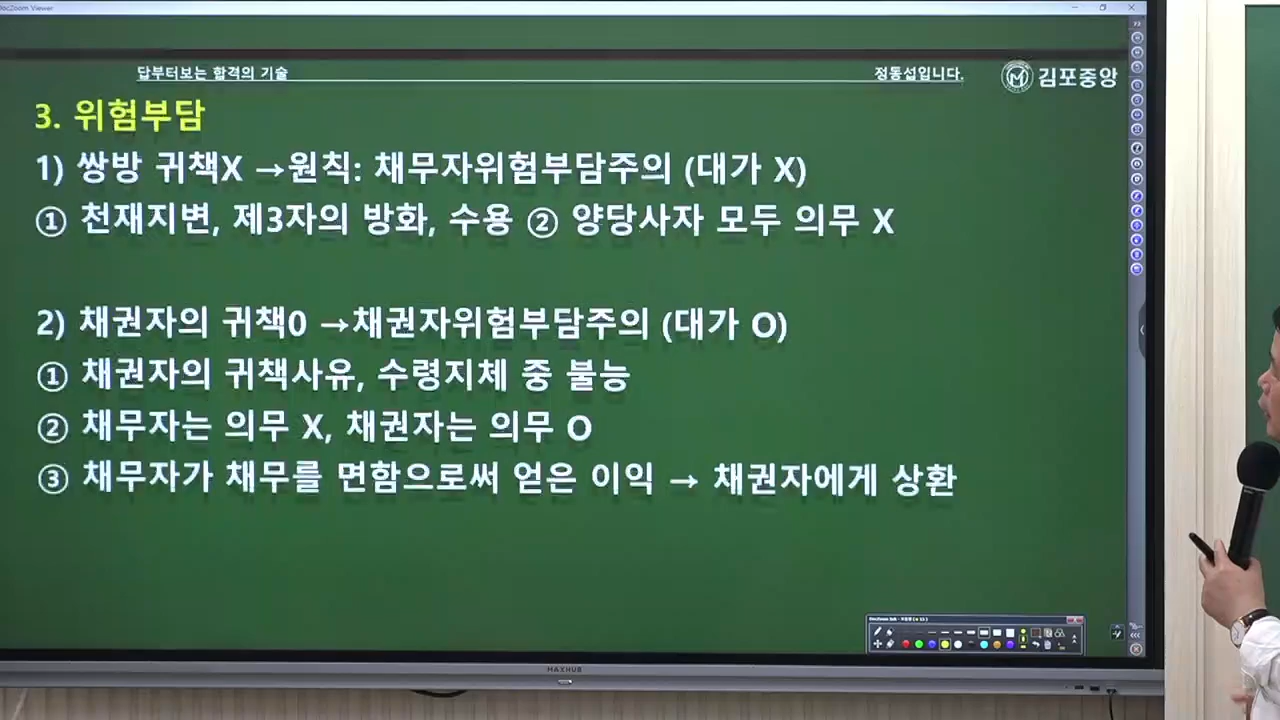 DocZoom Viewer
답부터보는 합격의 기술
정동섭입니다.
김포중앙
3. 위험부담
1) 쌍방 귀책X →원칙: 채무자위험부담주의 (대가 X)
① 천재지변, 제3자의 방화, 수용 ② 양당사자 모두 의무 X
2) 채권자의 귀책0 →채권자위험부담주의 (대가 O)
① 채권자의 귀책사유, 수령지체 중 불능
② 채무자는 의무 X, 채권자는 의무 O
③ 채무자가 채무를 면함으로써 얻은 이익 → 채권자에게 상환
MAXHUB